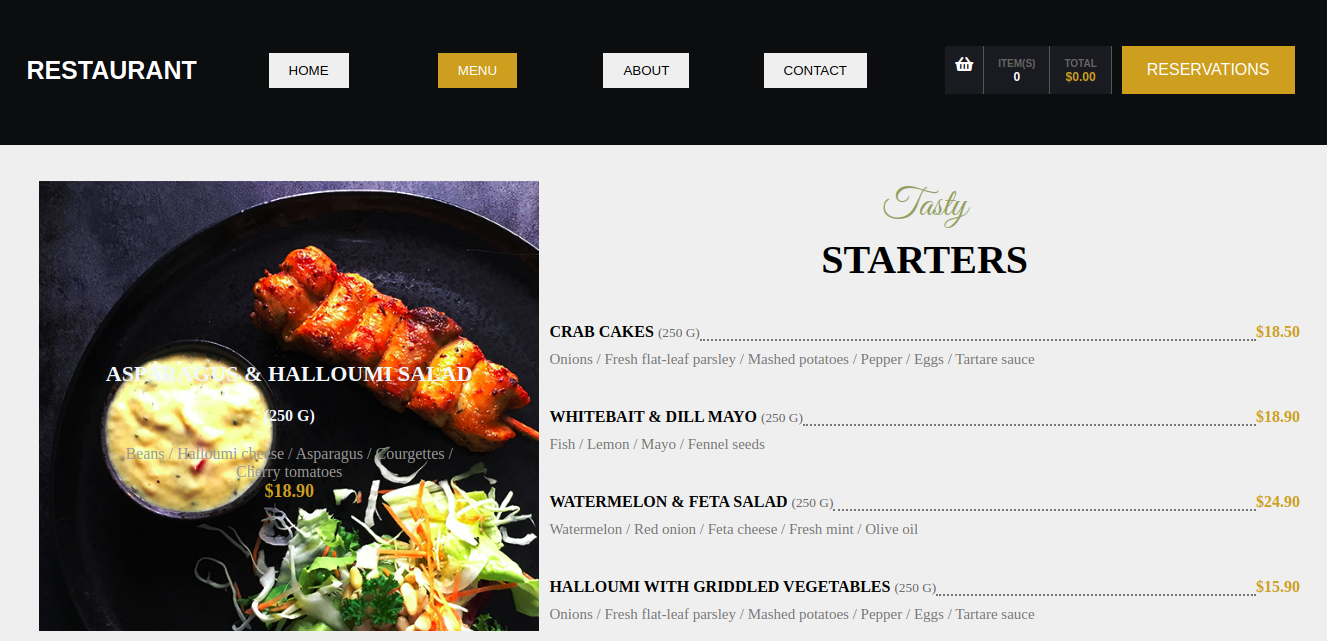 RESTAURANT
HOME
MENU
ABOUT
CONTACT
ITEM(S)
0
TOTAL
$0.00
RESERVATIONS
ASPARAGUS & HALLOUMI SALAD
(250 G)
Beans / Halloumi cheese / Asparagus / Courgettes /
Cherry tomatoes
$18.90
Tasty
STARTERS
CRAB CAKES (250 G) $18.50
Onions / Fresh flat-leaf parsley / Mashed potatoes / Pepper / Eggs / Tartare sauce
WHITEBAIT & DILL MAYO (250 G) $18.90
Fish / Lemon / Mayo / Fennel seeds
WATERMELON & FETA SALAD (250 G) $24.90
Watermelon / Red onion / Feta cheese / Fresh mint / Olive oil
HALLOUMI WITH GRIDDLED VEGETABLES (250 G) $15.90
Onions / Fresh flat-leaf parsley / Mashed potatoes / Pepper / Eggs / Tartare sauce